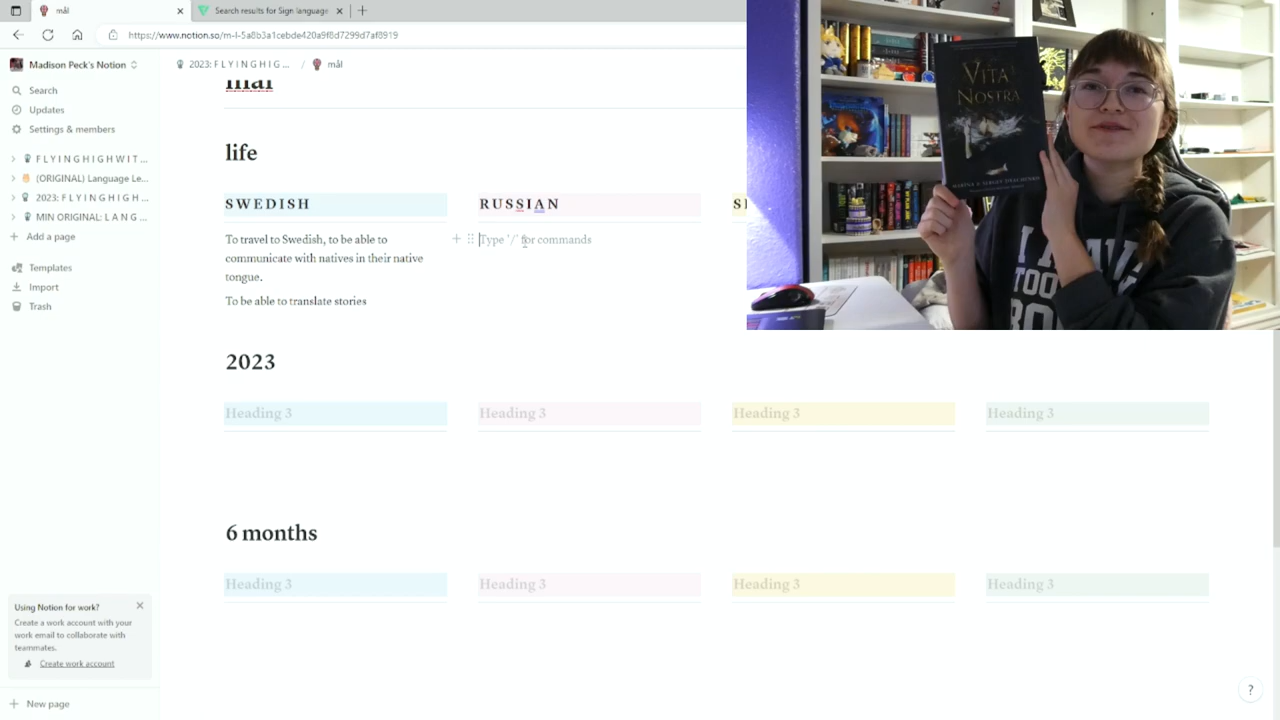 mål
Search results for Sign language
https://www.notion.so/m-l-5a8b3a1cebde420a9f8d7299d7af8919
Madison Peck's Notion
2023: F L Y I N G H I G ...
/
mål
Search
Updates
Settings & members
F L Y I N G H I G H W I T ...
(ORIGINAL) Language Le...
2023: F L Y I N G H I G H ...
MIN ORIGINAL: L A N G ...
Add a page
Templates
Import
Trash
Using Notion for work?
Create a work account with your
work email to collaborate with
teammates.
Create work account
New page
mål
life
SWEDISH
To travel to Swedish, to be able to
communicate with natives in their native
tongue.
To be able to translate stories
RUSSIAN
Type '/' for commands
2023
Heading 3
Heading 3
Heading 3
Heading 3
6 months
Heading 3
Heading 3
Heading 3
Heading 3
?
VITA
NOSTRA
TOO